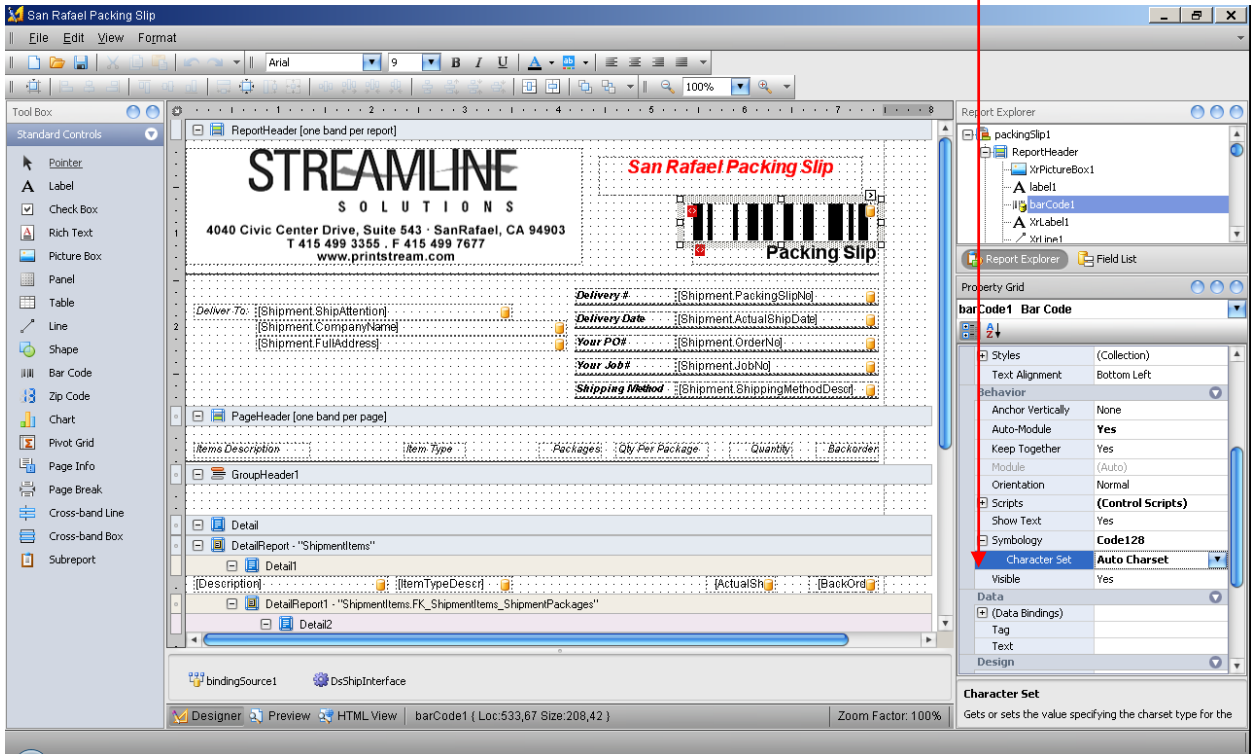 San Rafael Packing Slip
File Edit View Format
Arial 9 B I U A
100%
Tool Box
Standard Controls
Pointer
A Label
Check Box
Rich Text
Picture Box
Panel
Table
Line
Shape
Bar Code
Zip Code
Chart
Pivot Grid
Page Info
Page Break
Cross-band Line
Cross-band Box
Subreport
1 2 3 4 5 6 7 8
ReportHeader [one band per report]
STREAMLINE
SOLUTIONS
4040 Civic Center Drive, Suite 543 · SanRafael, CA 94903
T 415 499 3355 . F 415 499 7677
www.printstream.com
San Rafael Packing Slip
Packing Slip
Deliver To: [Shipment.ShipAttention]
[Shipment.CompanyName]
[Shipment.FullAddress]
Delivery # [Shipment.PackingSlipNo]
Delivery Date [Shipment.ActualShipDate]
Your PO# [Shipment.OrderNo]
Your Job# [Shipment.JobNo]
Shipping Method [Shipment.ShippingMethodDescr]
PageHeader [one band per page]
Items Description Item Type Packages Qty Per Package Quantity Backorder
GroupHeader1
Detail
DetailReport - "ShipmentItems"
Detail1
[Description] [ItemTypeDescr] [ActualSh [BackOrd
DetailReport1 - "ShipmentItems.FK_ShipmentItems_ShipmentPackages"
Detail2
bindingSource1 DsShipInterface
Designer Preview HTML View barCode1 { Loc:533,67 Size:208,42 } Zoom Factor: 100%
Report Explorer
packingSlip1
ReportHeader
XrPictureBox1
A label1
barCode1
A XrLabel1
XrLine1
Report Explorer Field List
Property Grid
barCode1 Bar Code
Styles (Collection)
Text Alignment Bottom Left
Behavior
Anchor Vertically None
Auto-Module Yes
Keep Together Yes
Module (Auto)
Orientation Normal
Scripts (Control Scripts)
Show Text Yes
Symbology Code128
Character Set Auto Charset
Visible Yes
Data
(Data Bindings)
Tag
Text
Design
Character Set
Gets or sets the value specifying the charset type for the